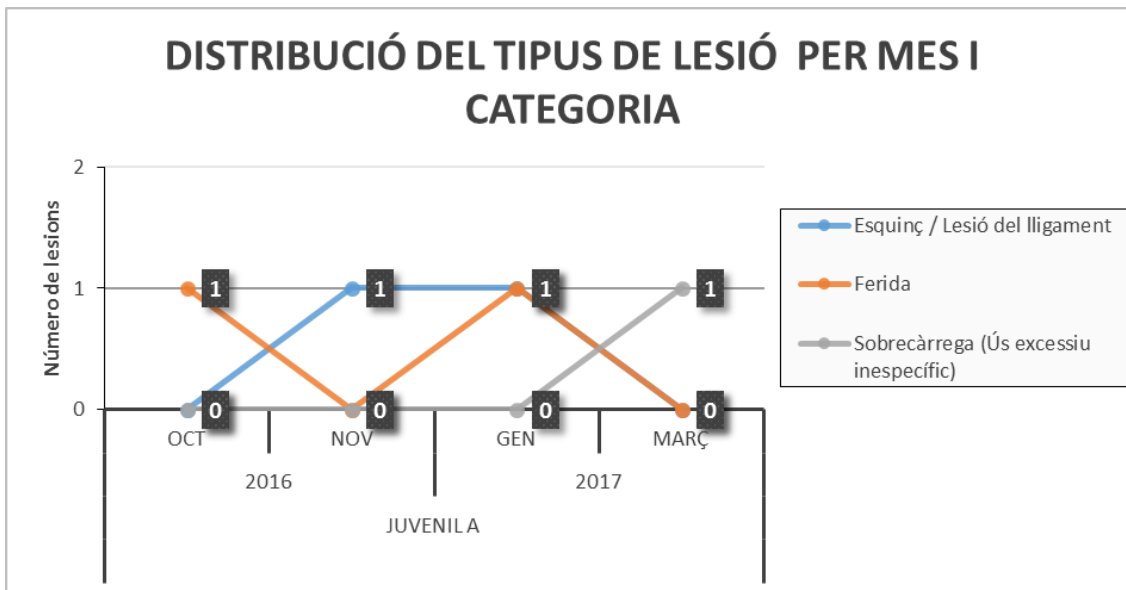 DISTRIBUCIÓ DEL TIPUS DE LESIÓ  PER MES I
CATEGORIA
Número de lesions
2
1
0
1
1
1
1
0
0
0
0
OCT
NOV
GEN
MARÇ
2016
2017
JUVENIL A
Esquinç / Lesió del lligament
Ferida
Sobrecàrrega (Ús excessiu
inespecífic)